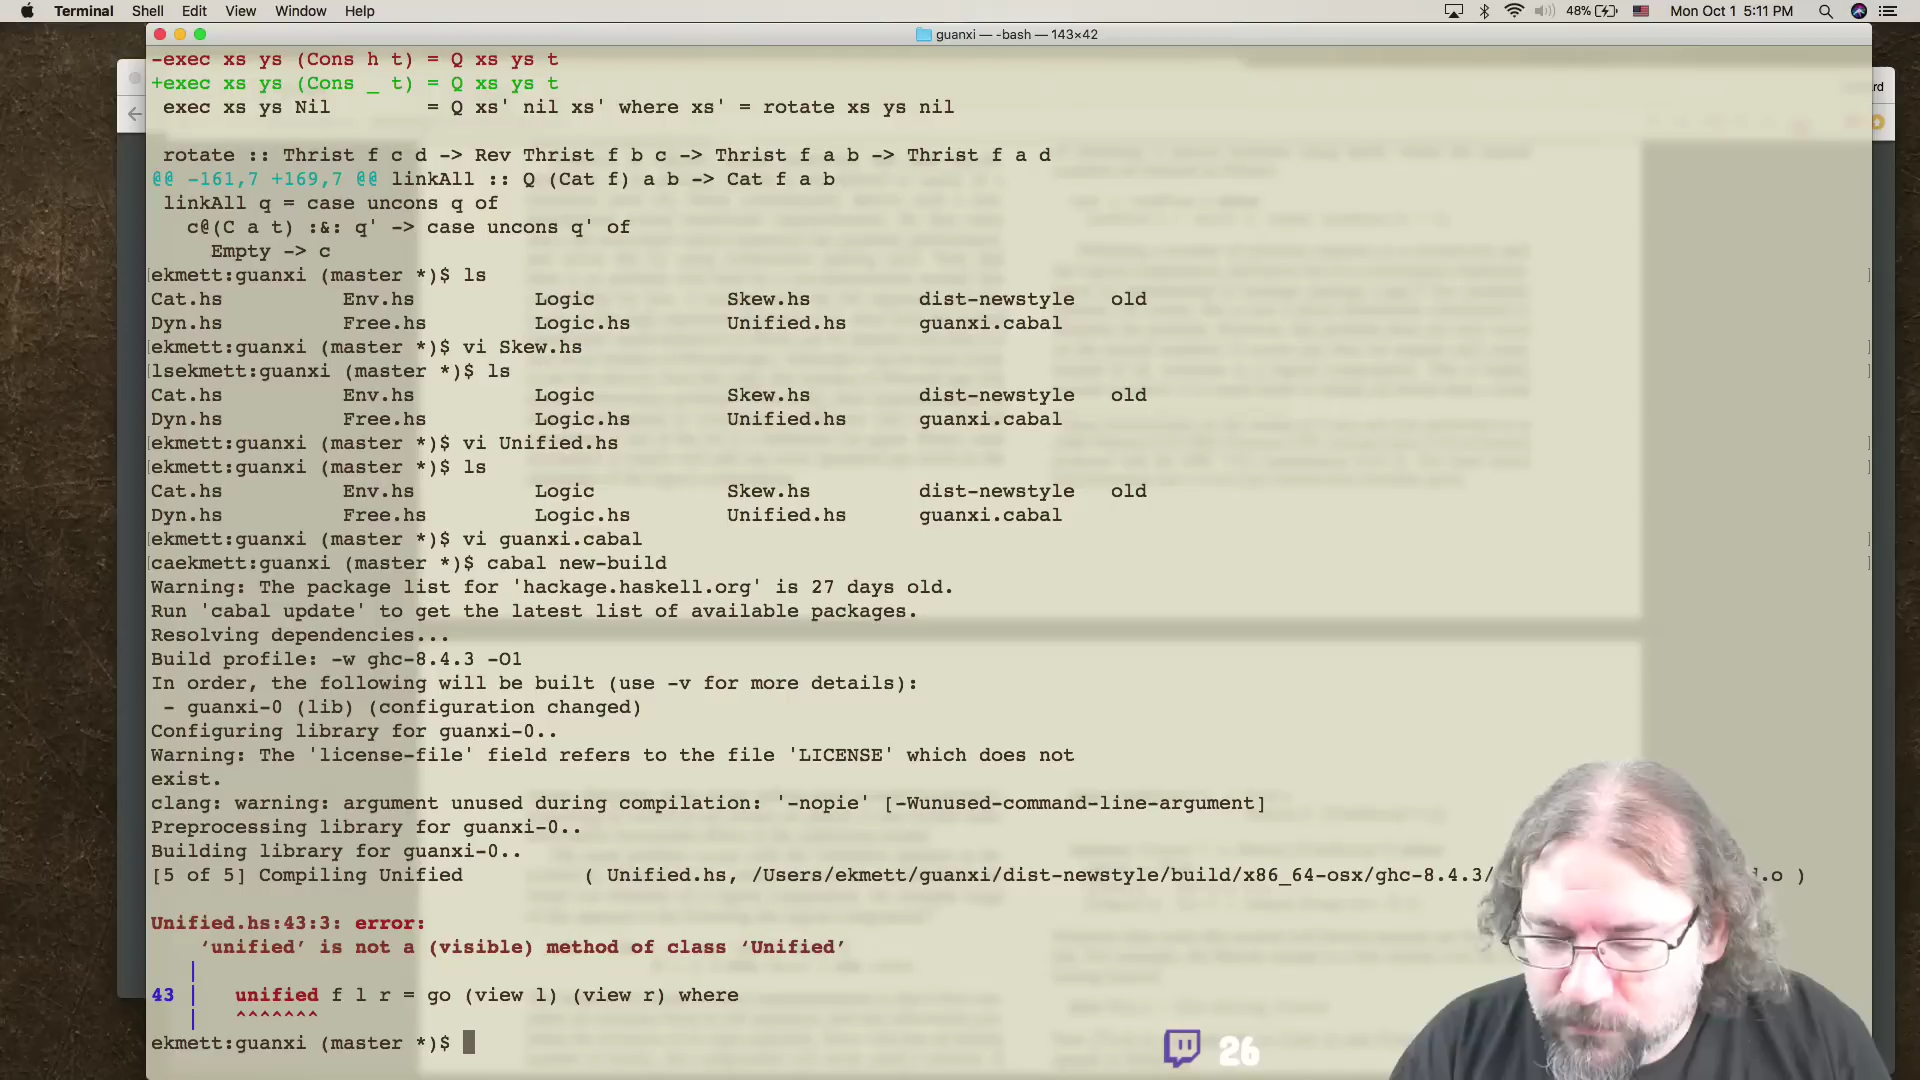 Terminal Shell Edit View Window Help 48% Mon Oct 1 5:11 PM
guanxi — -bash — 143×42
-exec xs ys (Cons h t) = Q xs ys t
+exec xs ys (Cons _ t) = Q xs ys t
exec xs ys Nil = Q xs' nil xs' where xs' = rotate xs ys nil
rotate :: Thrist f c d -> Rev Thrist f b c -> Thrist f a b -> Thrist f a d
@@ -161,7 +169,7 @@ linkAll :: Q (Cat f) a b -> Cat f a b
linkAll q = case uncons q of
c@(C a t) :&: q' -> case uncons q' of
Empty -> c
[ekmett:guanxi (master *)$ ls ]
Cat.hs Env.hs Logic Skew.hs dist-newstyle old
Dyn.hs Free.hs Logic.hs Unified.hs guanxi.cabal
[ekmett:guanxi (master *)$ vi Skew.hs ]
[lsekmett:guanxi (master *)$ ls ]
Cat.hs Env.hs Logic Skew.hs dist-newstyle old
Dyn.hs Free.hs Logic.hs Unified.hs guanxi.cabal
[ekmett:guanxi (master *)$ vi Unified.hs ]
[ekmett:guanxi (master *)$ ls ]
Cat.hs Env.hs Logic Skew.hs dist-newstyle old
Dyn.hs Free.hs Logic.hs Unified.hs guanxi.cabal
[ekmett:guanxi (master *)$ vi guanxi.cabal ]
[caekmett:guanxi (master *)$ cabal new-build ]
Warning: The package list for 'hackage.haskell.org' is 27 days old.
Run 'cabal update' to get the latest list of available packages.
Resolving dependencies...
Build profile: -w ghc-8.4.3 -O1
In order, the following will be built (use -v for more details):
- guanxi-0 (lib) (configuration changed)
Configuring library for guanxi-0..
Warning: The 'license-file' field refers to the file 'LICENSE' which does not
exist.
clang: warning: argument unused during compilation: '-nopie' [-Wunused-command-line-argument]
Preprocessing library for guanxi-0..
Building library for guanxi-0..
[5 of 5] Compiling Unified ( Unified.hs, /Users/ekmett/guanxi/dist-newstyle/build/x86_64-osx/ghc-8.4.3/ .o )
Unified.hs:43:3: error:
‘unified’ is not a (visible) method of class ‘Unified’
|
43 | unified f l r = go (view l) (view r) where
| ^^^^^^^
ekmett:guanxi (master *)$
26